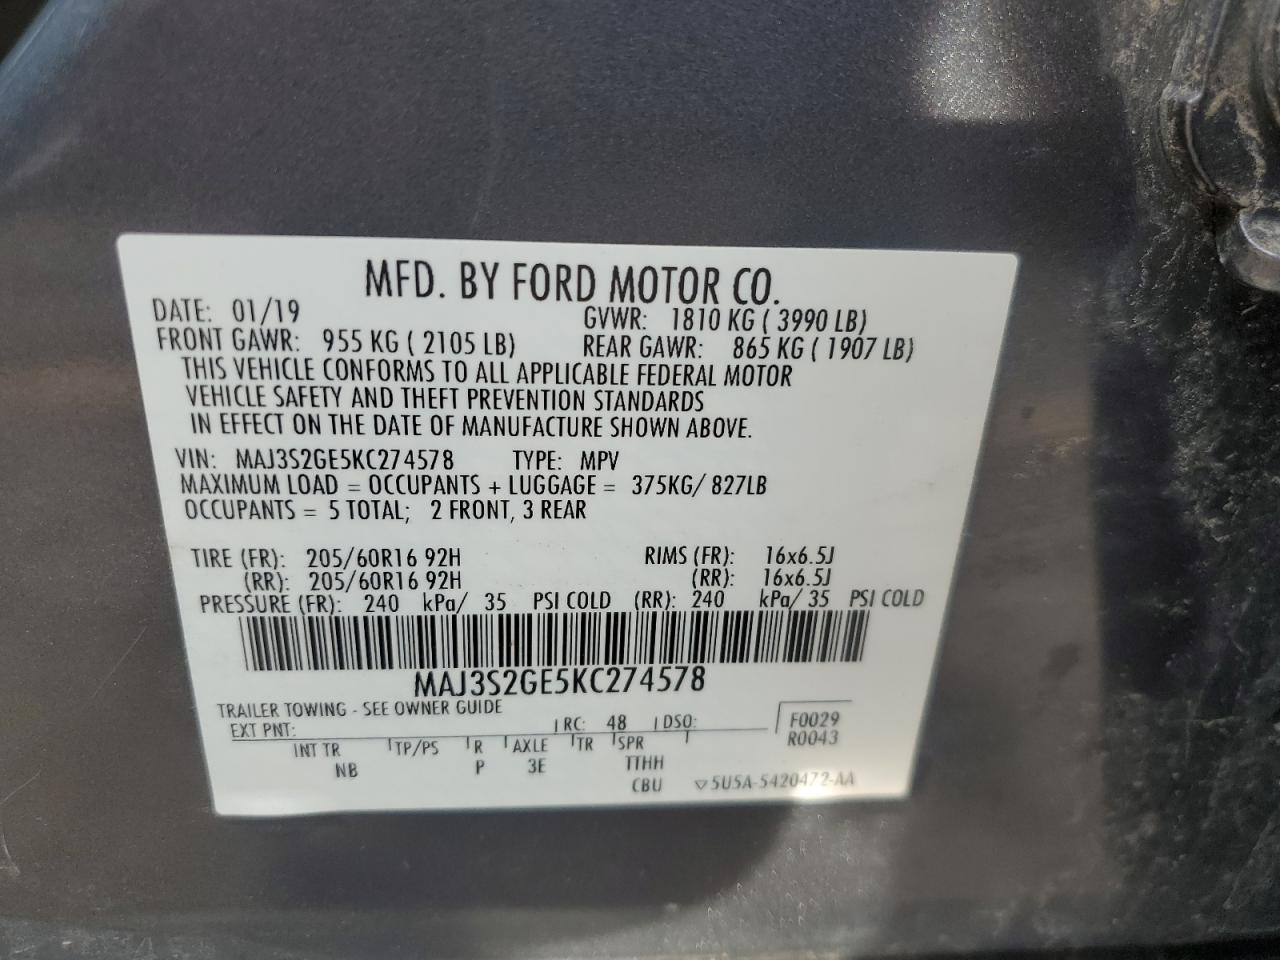 MFD. BY FORD MOTOR CO.
DATE: 01/19 GVWR: 1810 KG ( 3990 LB)
FRONT GAWR: 955 KG ( 2105 LB) REAR GAWR: 865 KG ( 1907 LB)
THIS VEHICLE CONFORMS TO ALL APPLICABLE FEDERAL MOTOR
VEHICLE SAFETY AND THEFT PREVENTION STANDARDS
IN EFFECT ON THE DATE OF MANUFACTURE SHOWN ABOVE.
VIN: MAJ3S2GE5KC274578 TYPE: MPV
MAXIMUM LOAD = OCCUPANTS + LUGGAGE = 375KG/ 827LB
OCCUPANTS = 5 TOTAL; 2 FRONT, 3 REAR
TIRE (FR): 205/60R16 92H RIMS (FR): 16x6.5J
(RR): 205/60R16 92H (RR): 16x6.5J
PRESSURE (FR): 240 kPa/ 35 PSI COLD (RR): 240 kPa/ 35 PSI COLD
MAJ3S2GE5KC274578
TRAILER TOWING - SEE OWNER GUIDE
EXT PNT: RC: 48 DSO: F0029
INT TR TP/PS R AXLE TR SPR R0043
NB P 3E TTHH
CBU ▽5U5A-5420472-AA